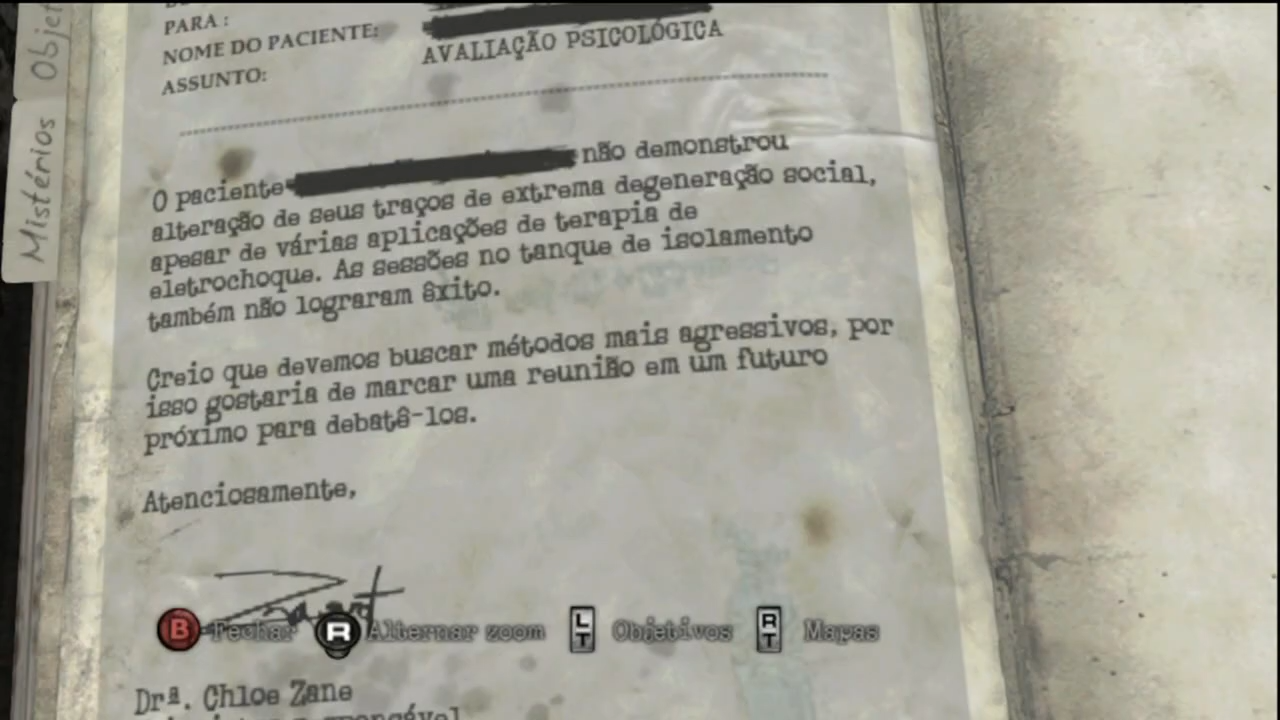 Objet
Mistérios
PARA :
NOME DO PACIENTE:
ASSUNTO:
AVALIAÇÃO PSICOLÓGICA
O paciente não demonstrou
alteração de seus traços de extrema degeneração social,
apesar de várias aplicações de terapia de
eletrochoque. As sessões no tanque de isolamento
também não lograram êxito.
Creio que devemos buscar métodos mais agressivos, por
isso gostaria de marcar uma reunião em um futuro
próximo para debatê-los.
Atenciosamente,
B Fechar R Alternar zoom LT Objetivos RT Mapas
Drª. Chloe Zane